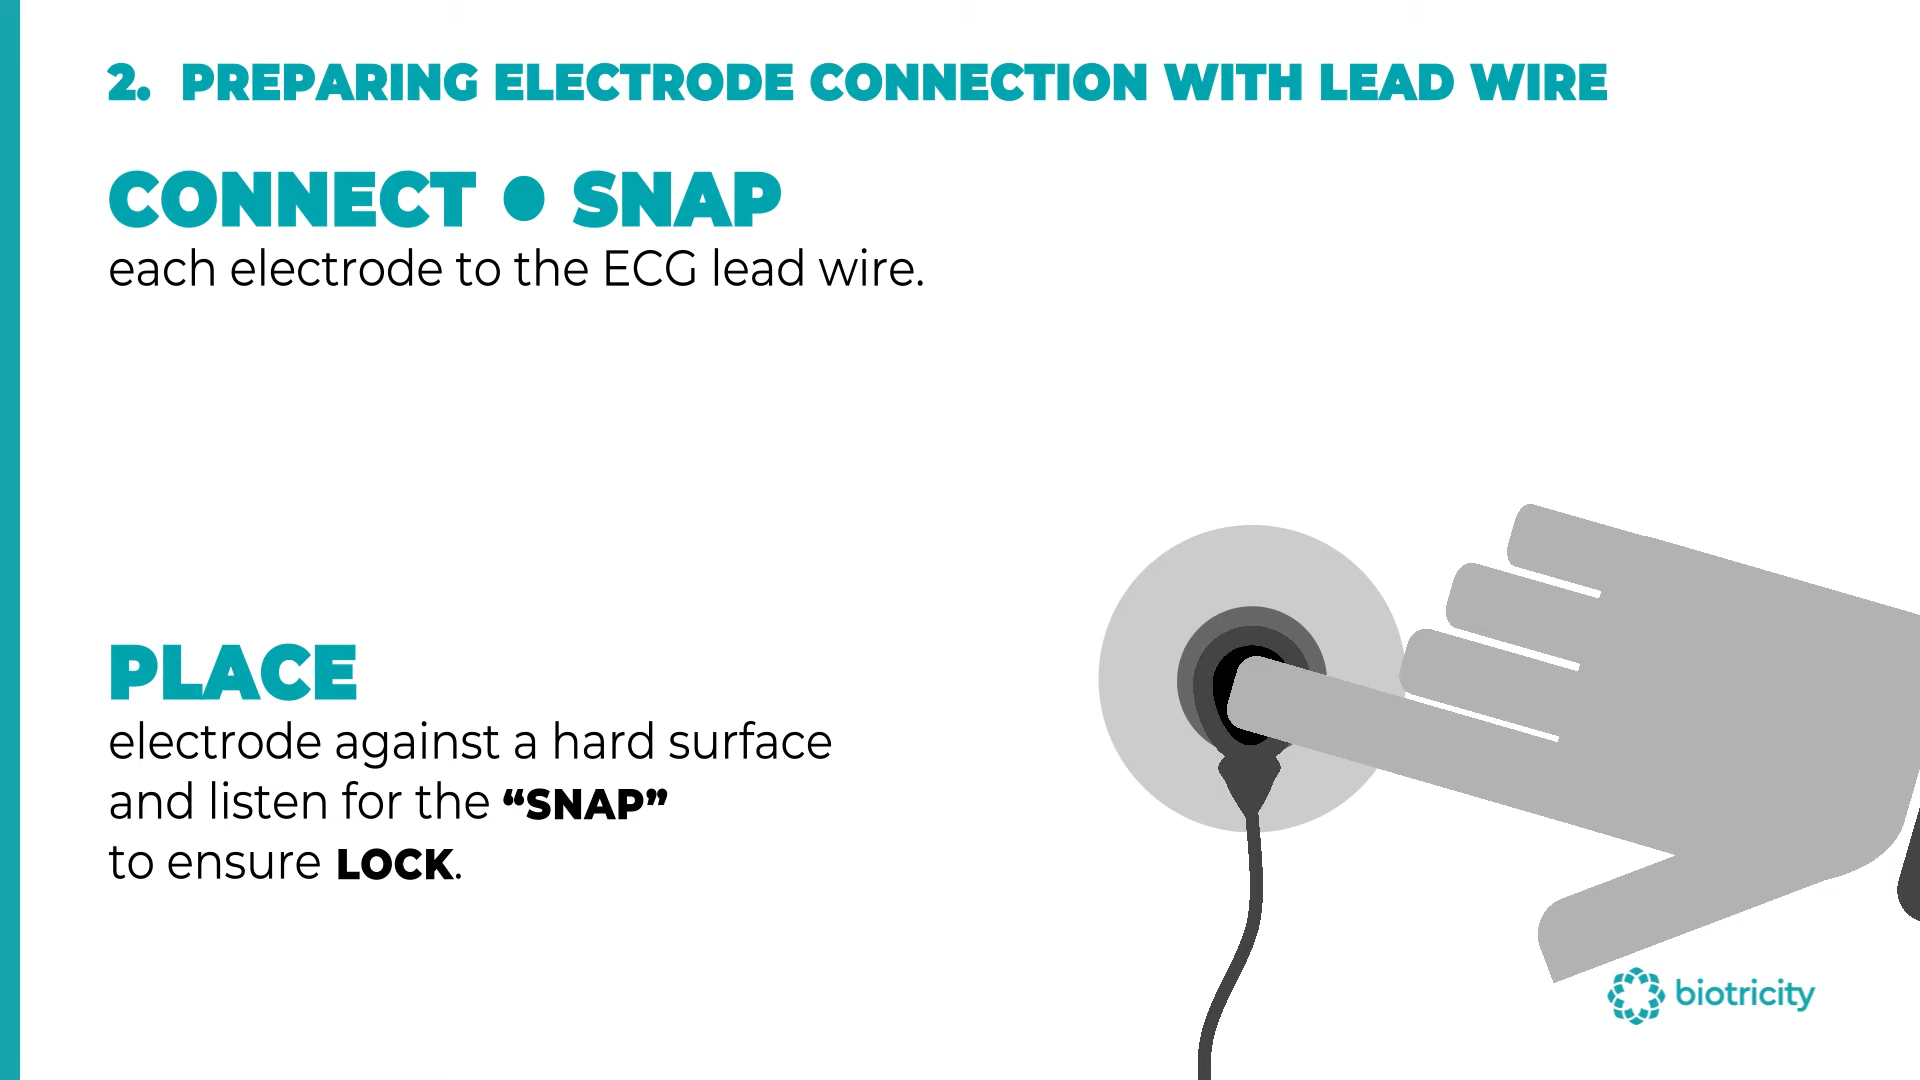 2. PREPARING ELECTRODE CONNECTION WITH LEAD WIRE
CONNECT • SNAP
each electrode to the ECG lead wire.
PLACE
electrode against a hard surface
and listen for the “SNAP”
to ensure LOCK.
biotricity